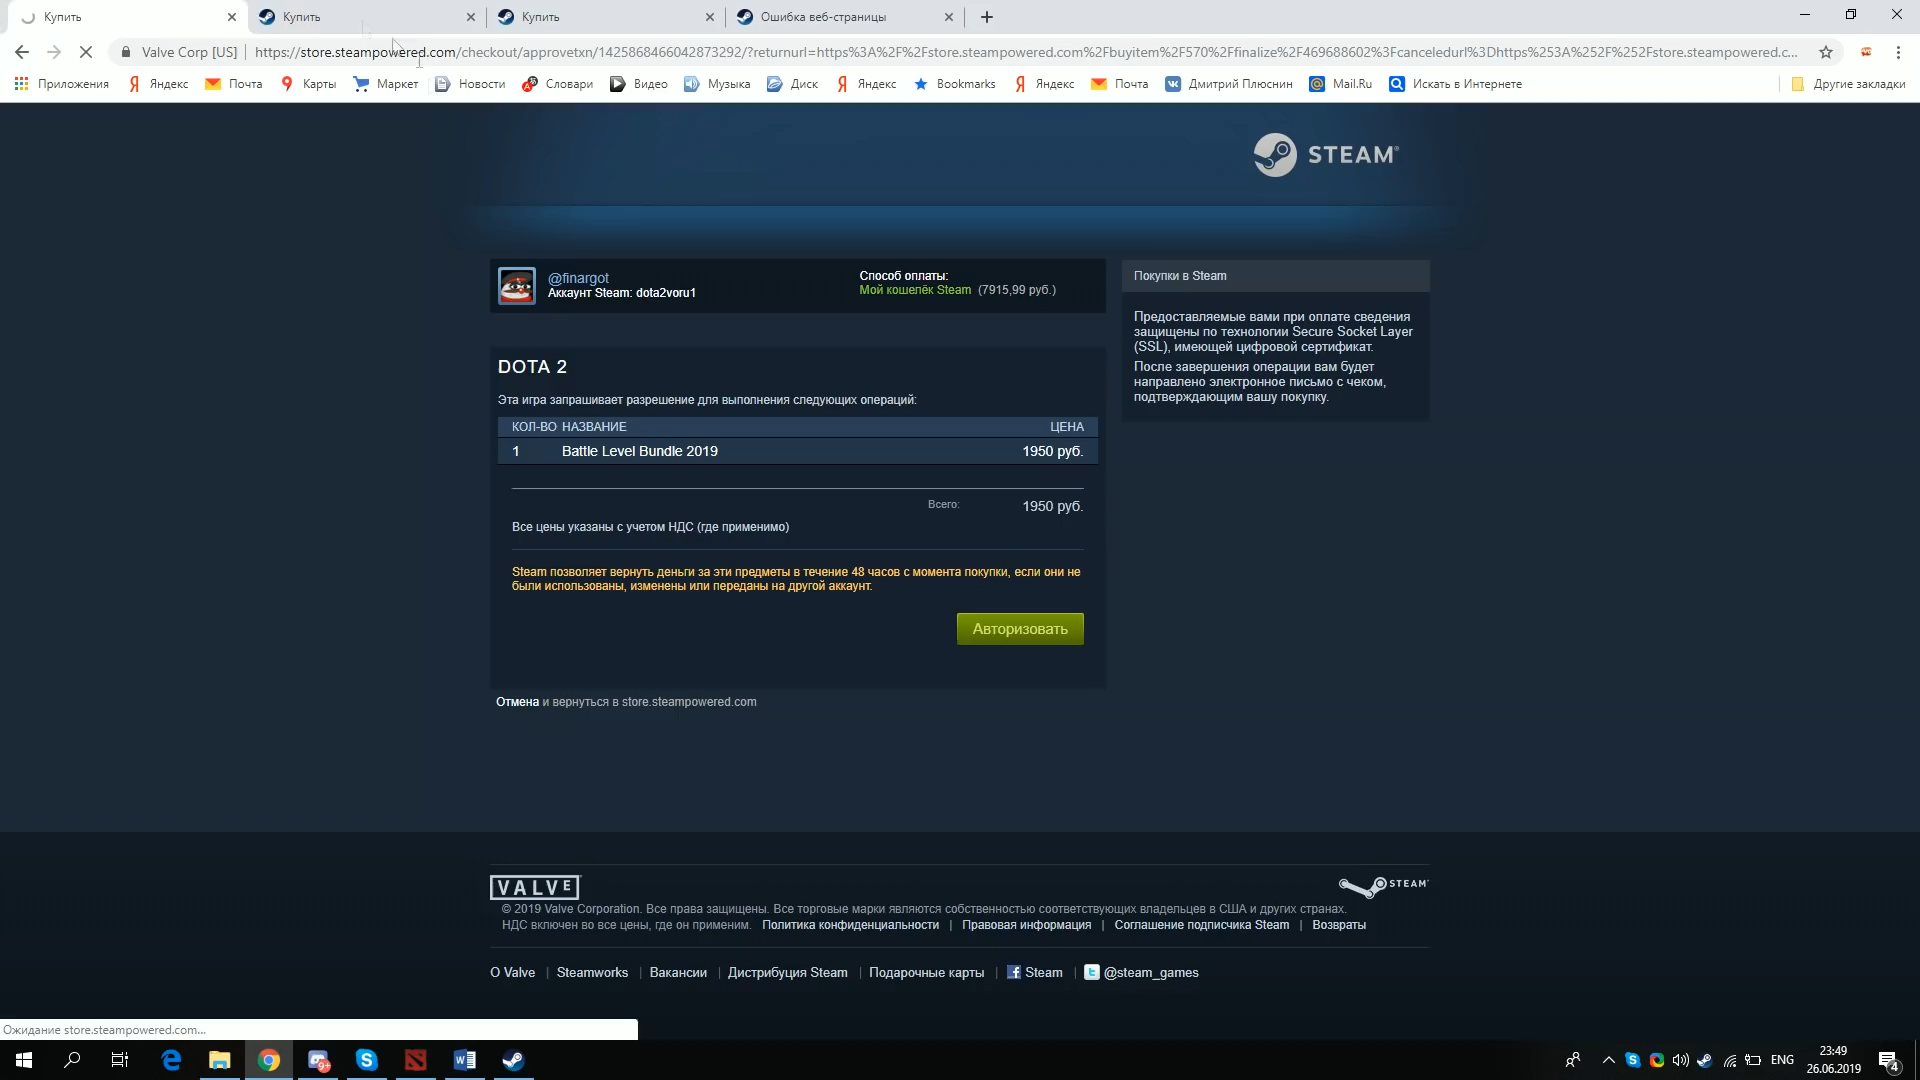 Купить
Купить
Купить
Ошибка веб-страницы
Valve Corp [US]
https://store.steampowered.com/checkout/approvetxn/1425868466042873292/?returnurl=https%3A%2F%2Fstore.steampowered.com%2Fbuyitem%2F570%2Ffinalize%2F469688602%3Fcanceledurl%3Dhttps%253A%252F%252Fstore.steampowered.c...
Приложения Яндекс Почта Карты Маркет Новости Словари Видео Музыка Диск Яндекс Bookmarks Яндекс Почта Дмитрий Плюснин Mail.Ru Искать в Интернете Другие закладки
STEAM
@finargot
Аккаунт Steam: dota2voru1
Способ оплаты:
Мой кошелёк Steam (7915,99 руб.)
Покупки в Steam
Предоставляемые вами при оплате сведения
защищены по технологии Secure Socket Layer
(SSL), имеющей цифровой сертификат.
После завершения операции вам будет
направлено электронное письмо с чеком,
подтверждающим вашу покупку.
DOTA 2
Эта игра запрашивает разрешение для выполнения следующих операций:
КОЛ-ВО НАЗВАНИЕ ЦЕНА
1 Battle Level Bundle 2019 1950 руб.
Всего: 1950 руб.
Все цены указаны с учетом НДС (где применимо)
Steam позволяет вернуть деньги за эти предметы в течение 48 часов с момента покупки, если они не
были использованы, изменены или переданы на другой аккаунт.
Авторизовать
Отмена и вернуться в store.steampowered.com
VALVE
STEAM
© 2019 Valve Corporation. Все права защищены. Все торговые марки являются собственностью соответствующих владельцев в США и других странах.
НДС включен во все цены, где он применим. Политика конфиденциальности | Правовая информация | Соглашение подписчика Steam | Возвраты
О Valve | Steamworks | Вакансии | Дистрибуция Steam | Подарочные карты | Steam | @steam_games
Ожидание store.steampowered.com...
9+
ENG
23:49
26.06.2019
4